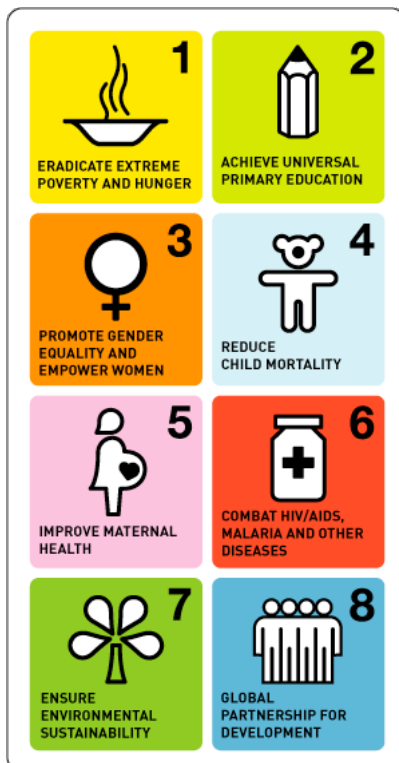 1
ERADICATE EXTREME
POVERTY AND HUNGER
2
ACHIEVE UNIVERSAL
PRIMARY EDUCATION
3
PROMOTE GENDER
EQUALITY AND
EMPOWER WOMEN
4
REDUCE
CHILD MORTALITY
5
IMPROVE MATERNAL
HEALTH
6
COMBAT HIV/AIDS,
MALARIA AND OTHER
DISEASES
7
ENSURE
ENVIRONMENTAL
SUSTAINABILITY
8
GLOBAL
PARTNERSHIP FOR
DEVELOPMENT